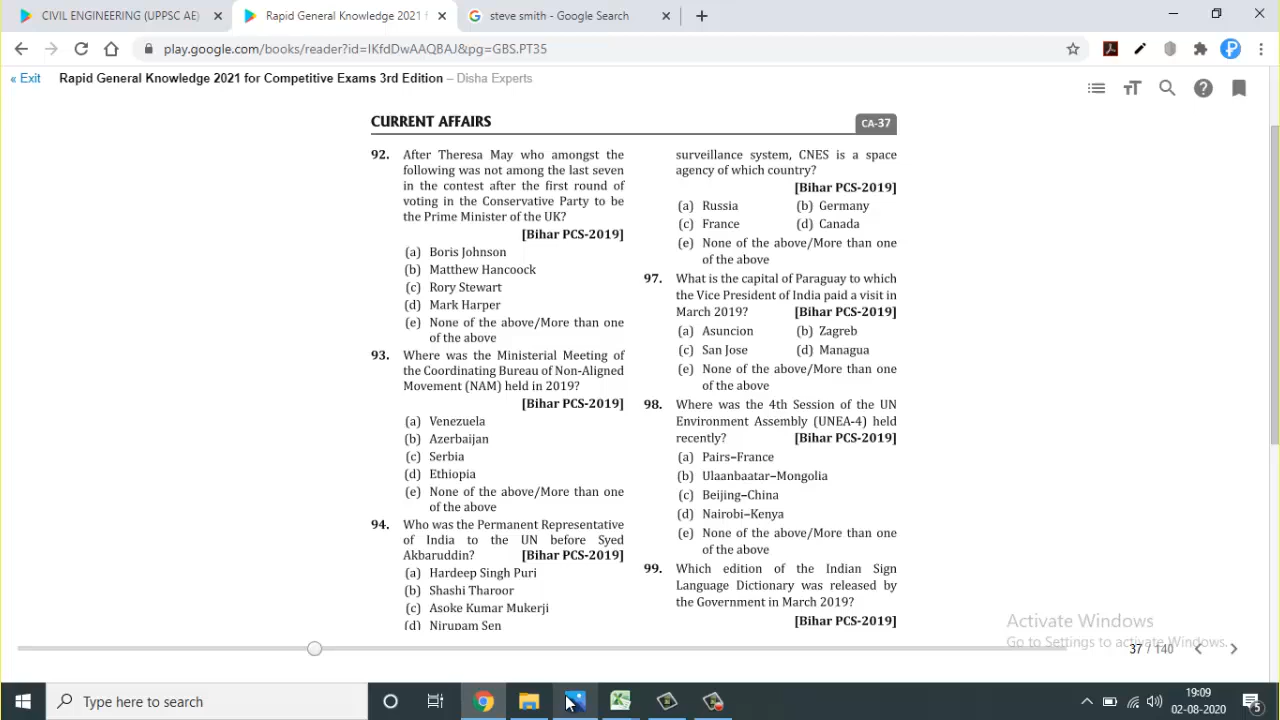 CIVIL ENGINEERING (UPPSC AE)
Rapid General Knowledge 2021 f
steve smith - Google Search
play.google.com/books/reader?id=IKfdDwAAQBAJ&pg=GBS.PT35
« Exit
Rapid General Knowledge 2021 for Competitive Exams 3rd Edition – Disha Experts
CURRENT AFFAIRS
CA-37
92. After Theresa May who amongst the
following was not among the last seven
in the contest after the first round of
voting in the Conservative Party to be
the Prime Minister of the UK?
[Bihar PCS-2019]
(a) Boris Johnson
(b) Matthew Hancoock
(c) Rory Stewart
(d) Mark Harper
(e) None of the above/More than one
of the above
93. Where was the Ministerial Meeting of
the Coordinating Bureau of Non-Aligned
Movement (NAM) held in 2019?
[Bihar PCS-2019]
(a) Venezuela
(b) Azerbaijan
(c) Serbia
(d) Ethiopia
(e) None of the above/More than one
of the above
94. Who was the Permanent Representative
of India to the UN before Syed
Akbaruddin? [Bihar PCS-2019]
(a) Hardeep Singh Puri
(b) Shashi Tharoor
(c) Asoke Kumar Mukerji
(d) Nirupam Sen
surveillance system, CNES is a space
agency of which country?
[Bihar PCS-2019]
(a) Russia (b) Germany
(c) France (d) Canada
(e) None of the above/More than one
of the above
97. What is the capital of Paraguay to which
the Vice President of India paid a visit in
March 2019? [Bihar PCS-2019]
(a) Asuncion (b) Zagreb
(c) San Jose (d) Managua
(e) None of the above/More than one
of the above
98. Where was the 4th Session of the UN
Environment Assembly (UNEA-4) held
recently? [Bihar PCS-2019]
(a) Pairs–France
(b) Ulaanbaatar–Mongolia
(c) Beijing–China
(d) Nairobi–Kenya
(e) None of the above/More than one
of the above
99. Which edition of the Indian Sign
Language Dictionary was released by
the Government in March 2019?
[Bihar PCS-2019]
Activate Windows
Go to Settings to activate Windows.
37 / 140
Type here to search
19:09
02-08-2020
5